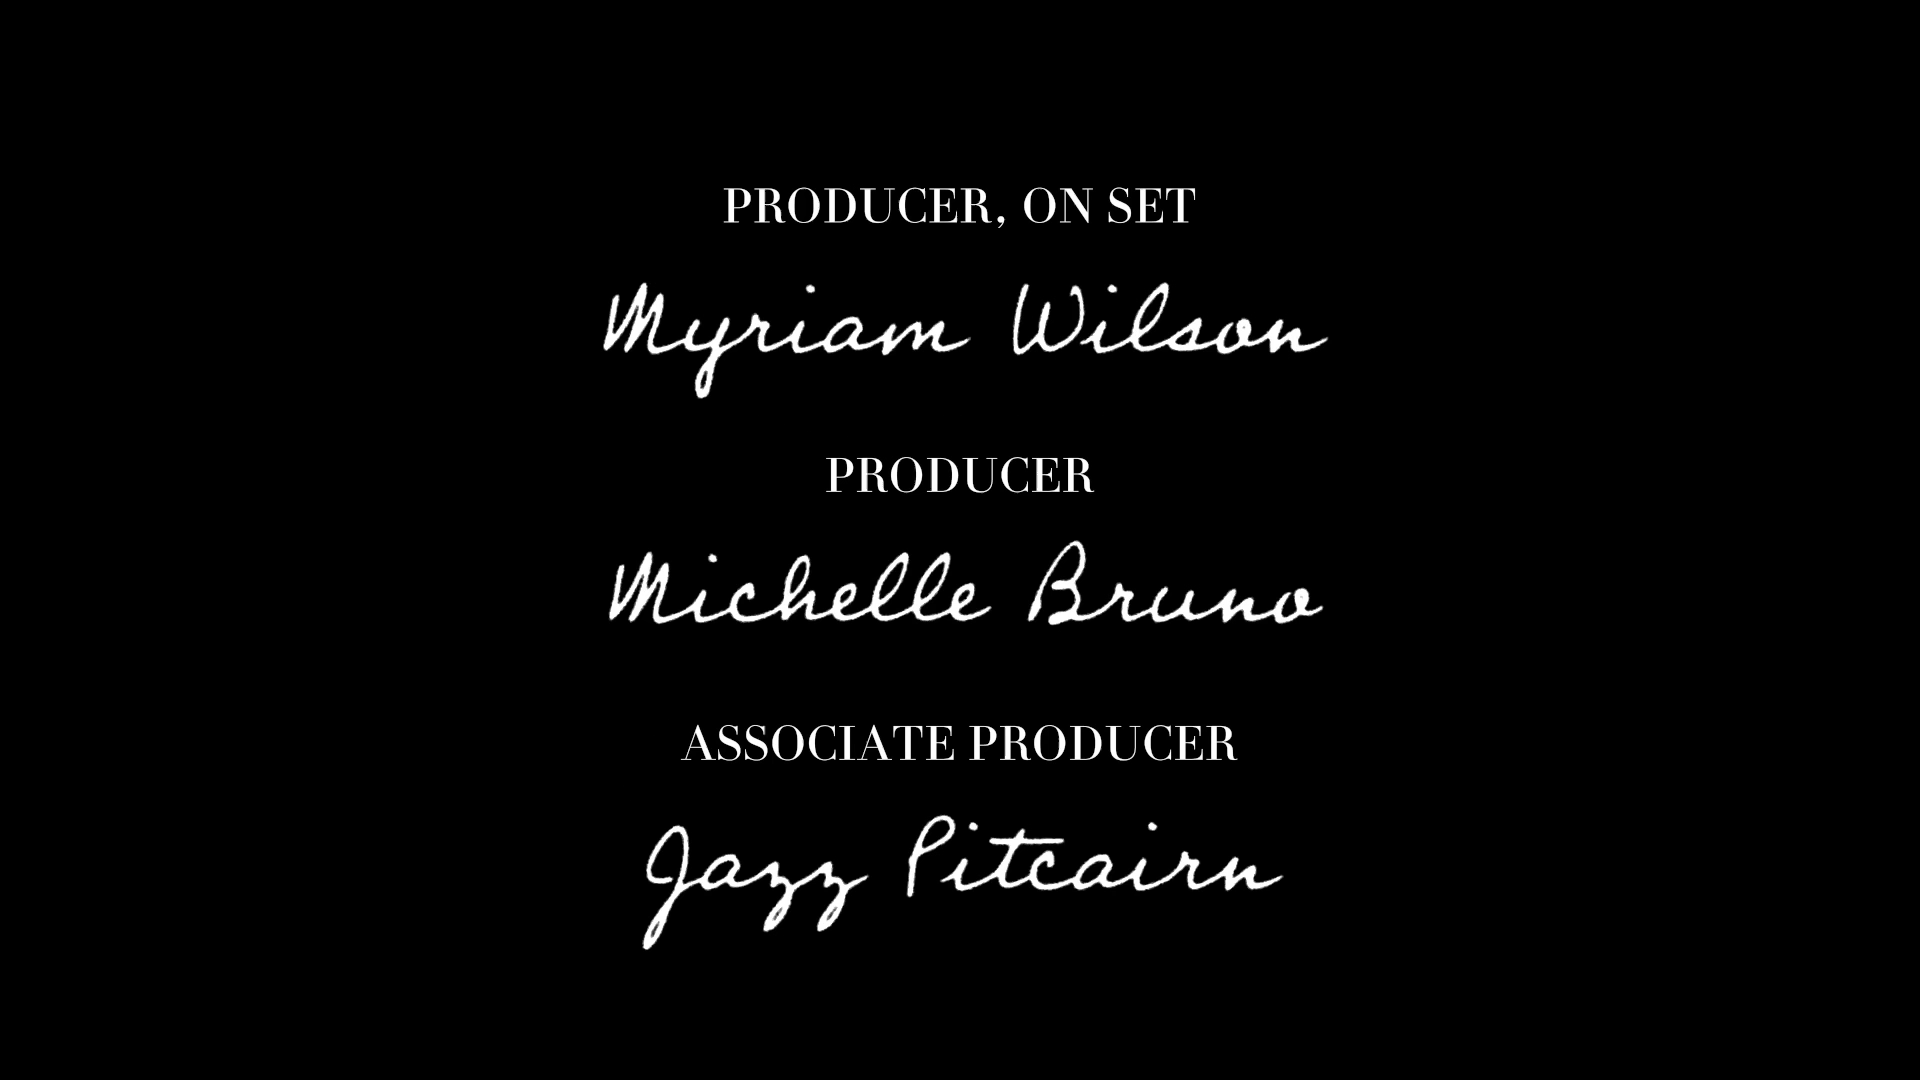 PRODUCER, ON SET
Myriam Wilson
PRODUCER
Michelle Bruno
ASSOCIATE PRODUCER
Jazz Pitcairn